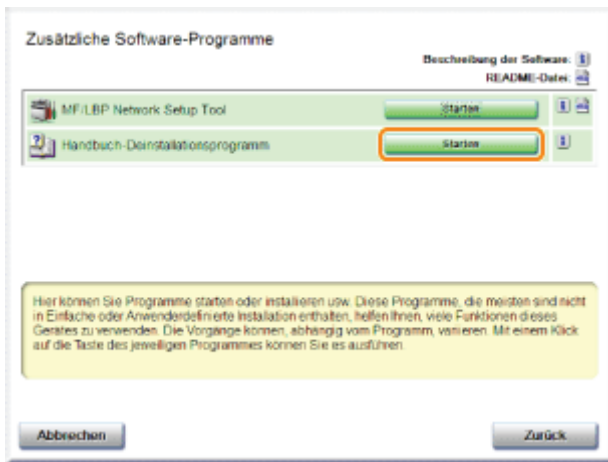 Zusätzliche Software-Programme
Beschreibung der Software:
README-Datei:
MF/LBP Network Setup Tool
Starten
Handbuch-Deinstallationsprogramm
Starten
Hier können Sie Programme starten oder installieren usw. Diese Programme, die meisten sind nicht
in Einfache oder Anwenderdefinierte Installation enthalten, helfen Ihnen, viele Funktionen dieses
Gerätes zu verwenden. Die Vorgänge können, abhängig vom Programm, variieren. Mit einem Klick
auf die Taste des jeweiligen Programmes können Sie es ausführen.
Abbrechen
Zurück